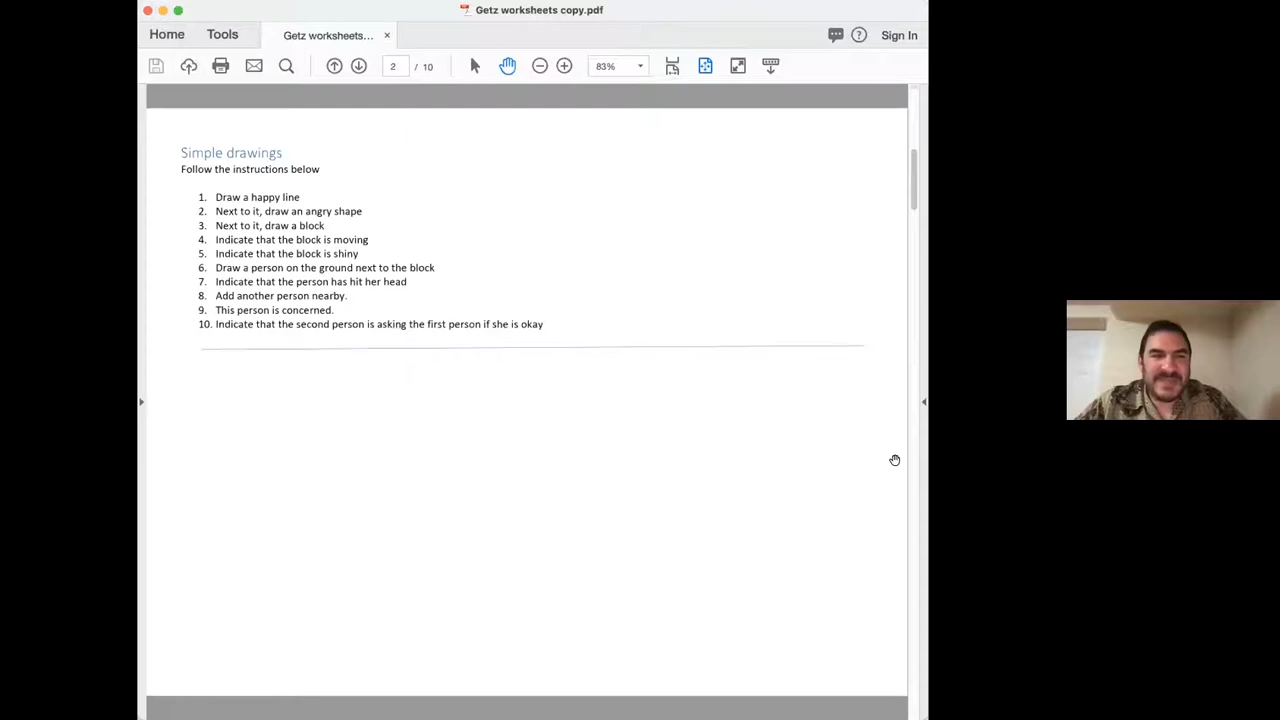 Getz worksheets copy.pdf
Home Tools Getz worksheets... × Sign In
2 / 10 83%
Simple drawings
Follow the instructions below
1. Draw a happy line
2. Next to it, draw an angry shape
3. Next to it, draw a block
4. Indicate that the block is moving
5. Indicate that the block is shiny
6. Draw a person on the ground next to the block
7. Indicate that the person has hit her head
8. Add another person nearby.
9. This person is concerned.
10. Indicate that the second person is asking the first person if she is okay